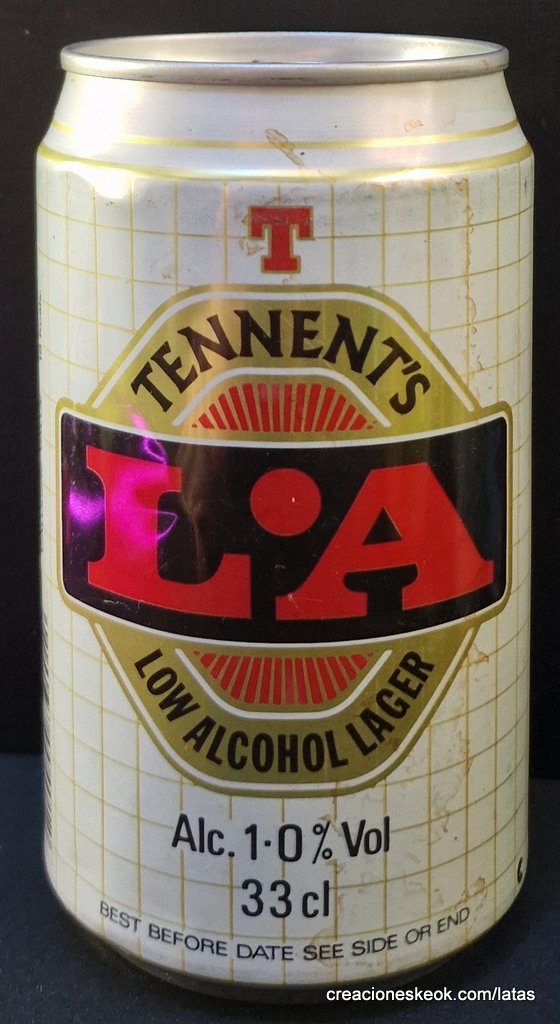 T
TENNENT'S
L•A
LOW ALCOHOL LAGER
Alc. 1·0 % Vol
33 cl
BEST BEFORE DATE SEE SIDE OR END
creacioneskeok.com/latas